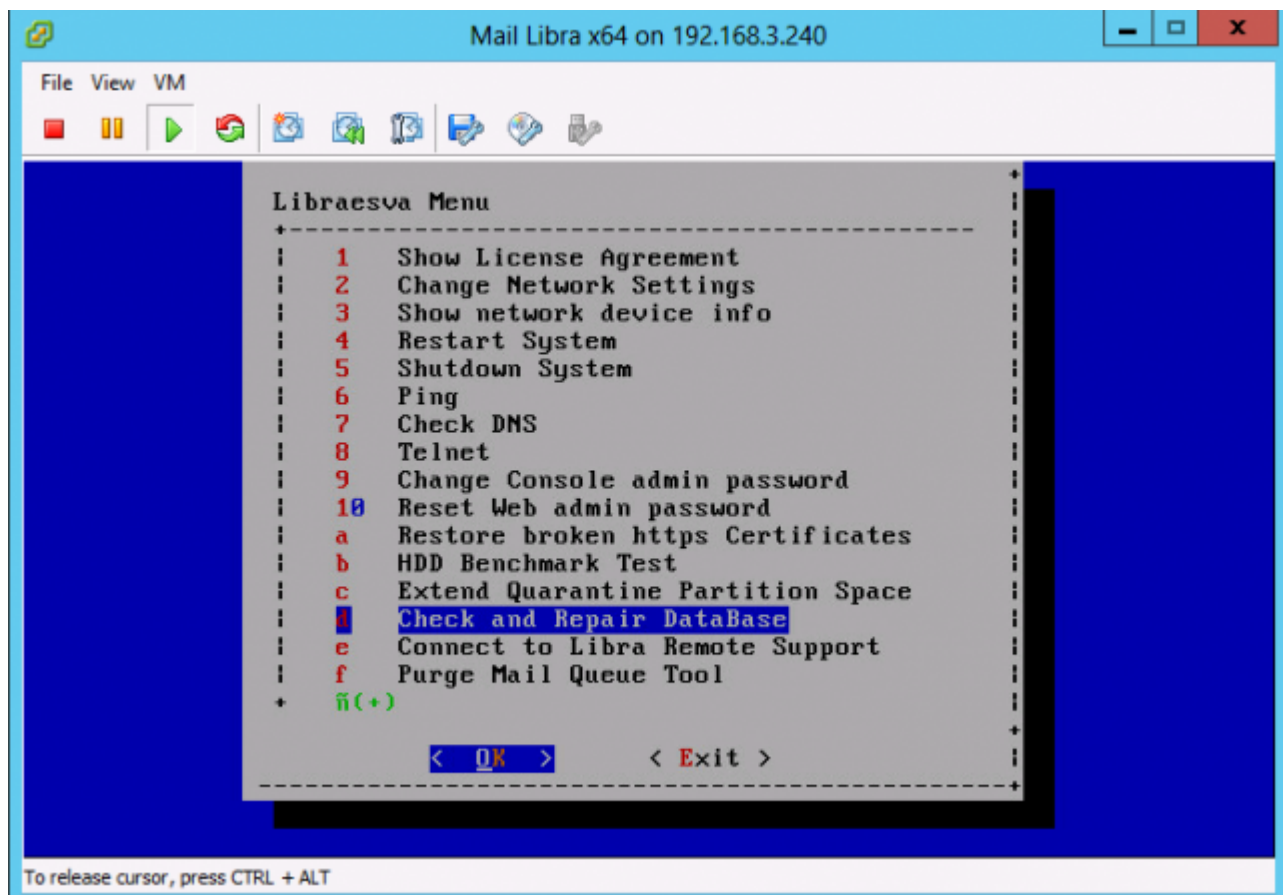 Mail Libra x64 on 192.168.3.240
File View VM
Libraesva Menu
1 Show License Agreement
2 Change Network Settings
3 Show network device info
4 Restart System
5 Shutdown System
6 Ping
7 Check DNS
8 Telnet
9 Change Console admin password
10 Reset Web admin password
a Restore broken https Certificates
b HDD Benchmark Test
c Extend Quarantine Partition Space
d Check and Repair DataBase
e Connect to Libra Remote Support
f Purge Mail Queue Tool
ñ(+)
< OK > < Exit >
To release cursor, press CTRL + ALT